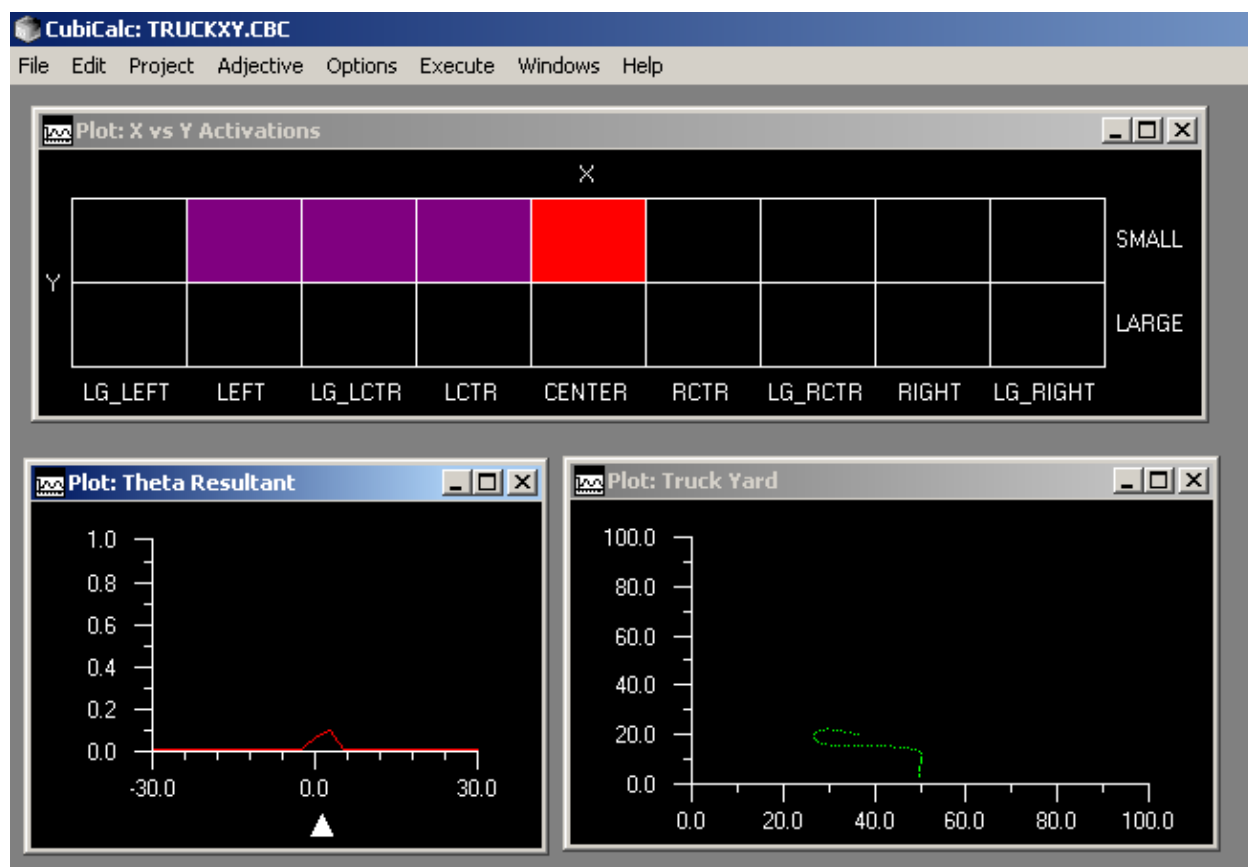 CubiCalc: TRUCKXY.CBC
File Edit Project Adjective Options Execute Windows Help
Plot: X vs Y Activations
X
SMALL
Y
LARGE
LG_LEFT LEFT LG_LCTR LCTR CENTER RCTR LG_RCTR RIGHT LG_RIGHT
Plot: Theta Resultant
1.0
0.8
0.6
0.4
0.2
0.0
-30.0 0.0 30.0
Plot: Truck Yard
100.0
80.0
60.0
40.0
20.0
0.0
0.0 20.0 40.0 60.0 80.0 100.0